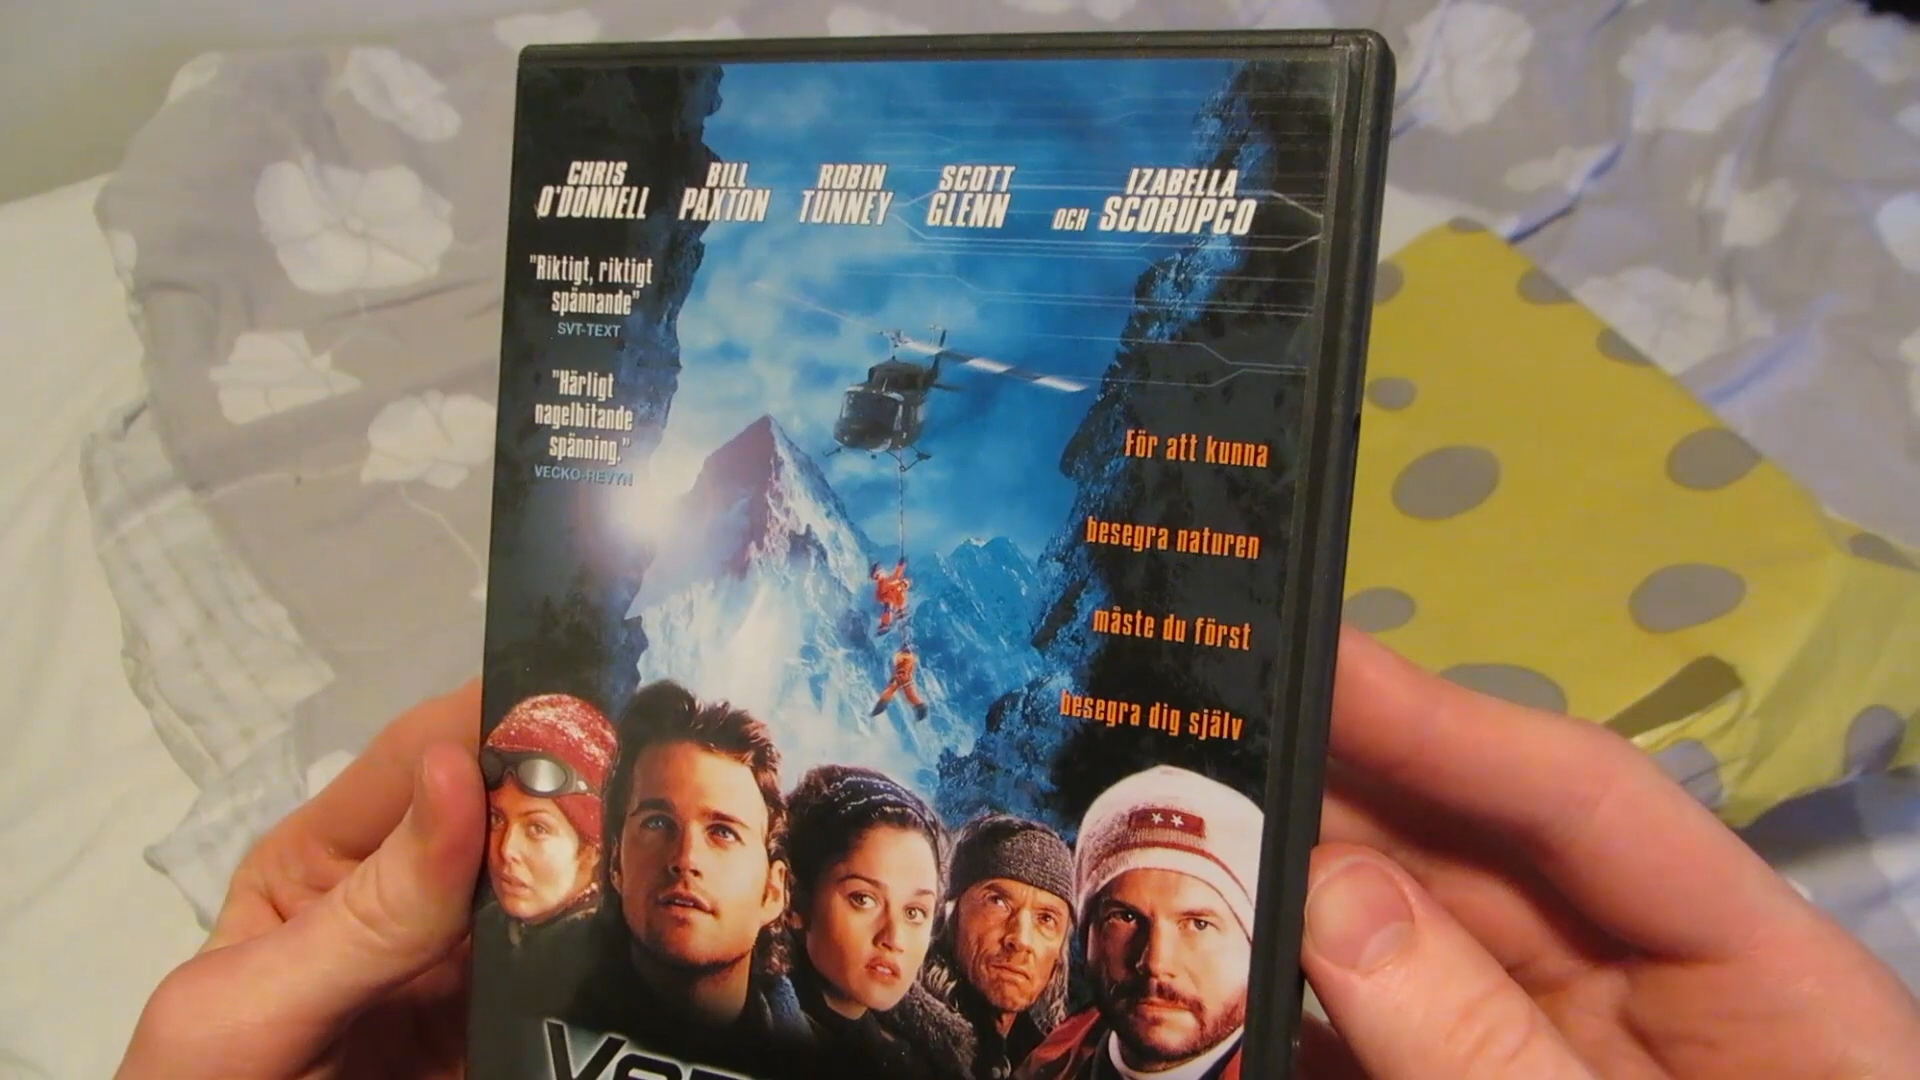 CHRIS O'DONNELL
BILL PAXTON
ROBIN TUNNEY
SCOTT GLENN
OCH IZABELLA SCORUPCO
"Riktigt, riktigt
spännande"
SVT-TEXT
"Härligt
nagelbitande
spänning."
VECKO-REVYN
För att kunna
besegra naturen
måste du först
besegra dig själv